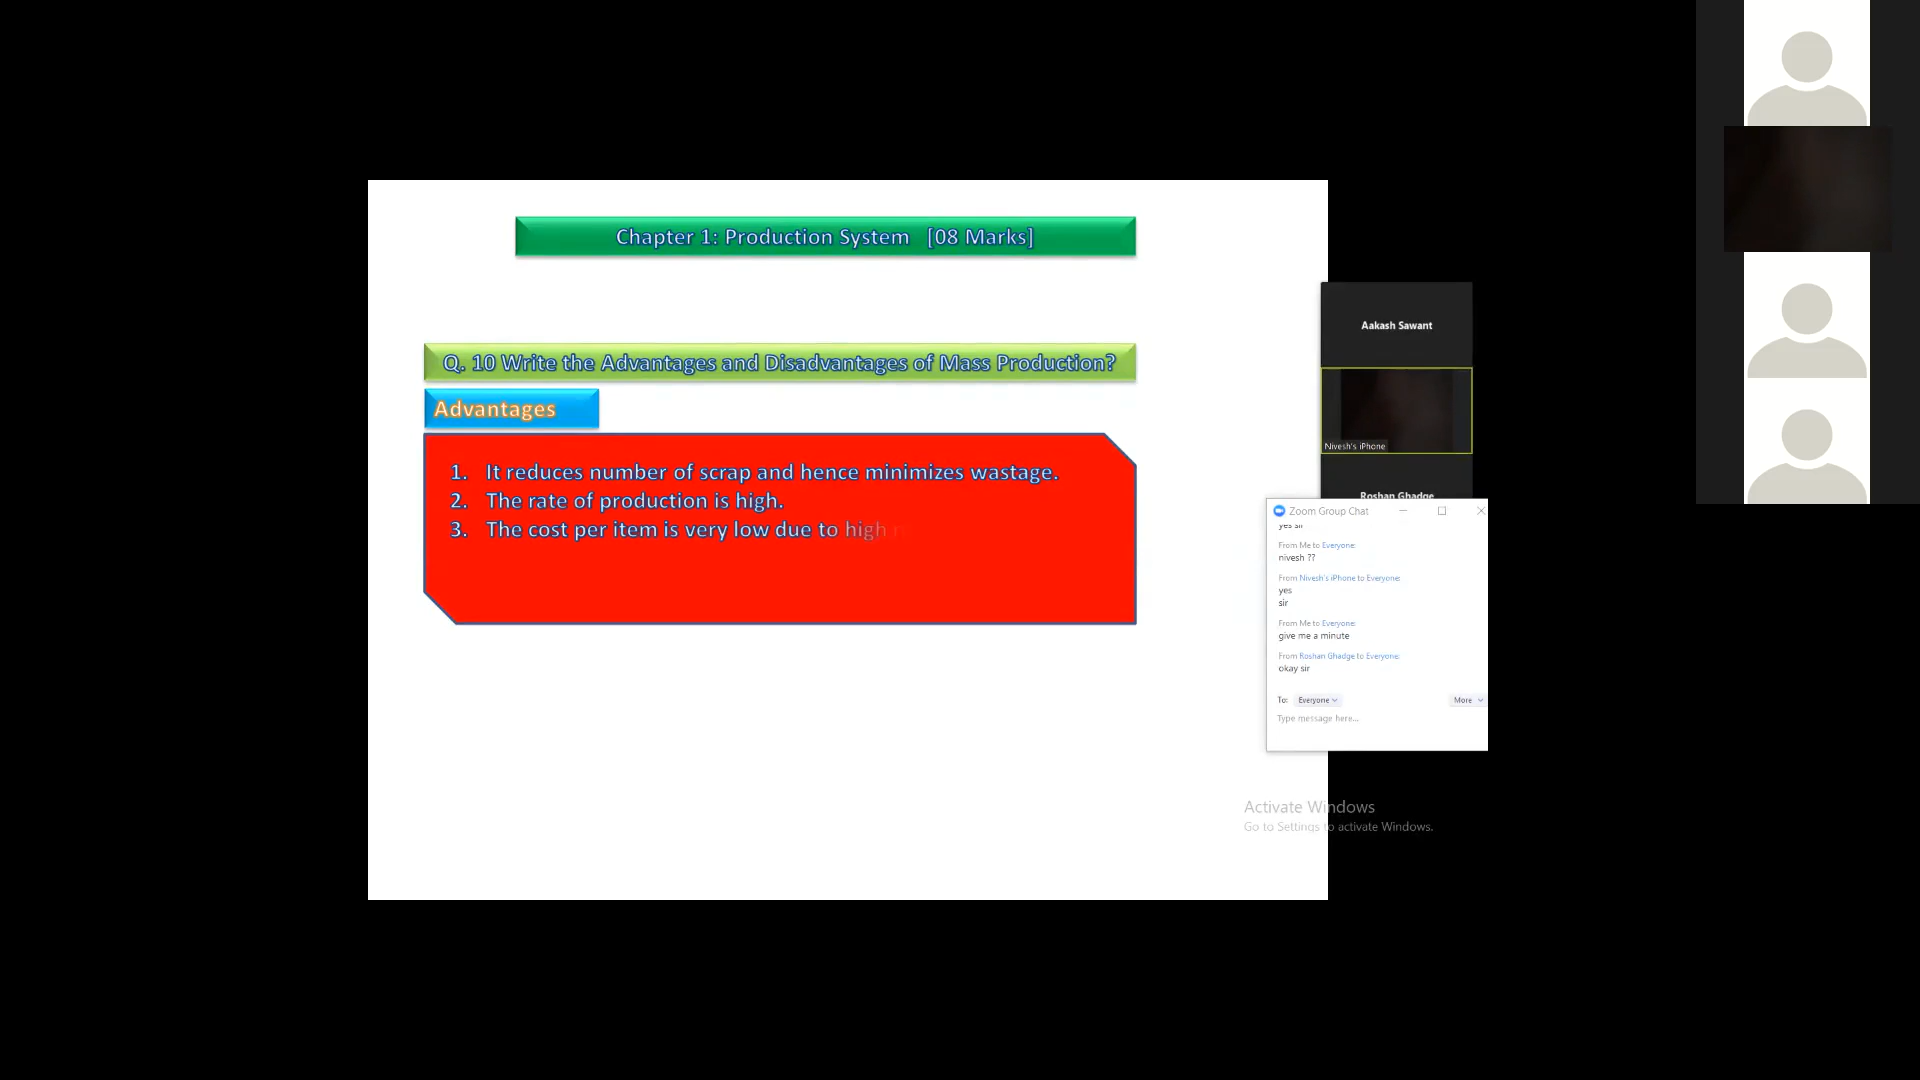 Chapter 1: Production System [08 Marks]
Q. 10 Write the Advantages and Disadvantages of Mass Production?
Advantages
1. It reduces number of scrap and hence minimizes wastage.
2. The rate of production is high.
3. The cost per item is very low due to high
Aakash Sawant
Nivesh's iPhone
Roshan Ghadge
Zoom Group Chat
yes sir
From Me to Everyone:
nivesh ??
From Nivesh's iPhone to Everyone:
yes
sir
From Me to Everyone:
give me a minute
From Roshan Ghadge to Everyone:
okay sir
To: Everyone More
Type message here...
Activate Windows
Go to Settings to activate Windows.